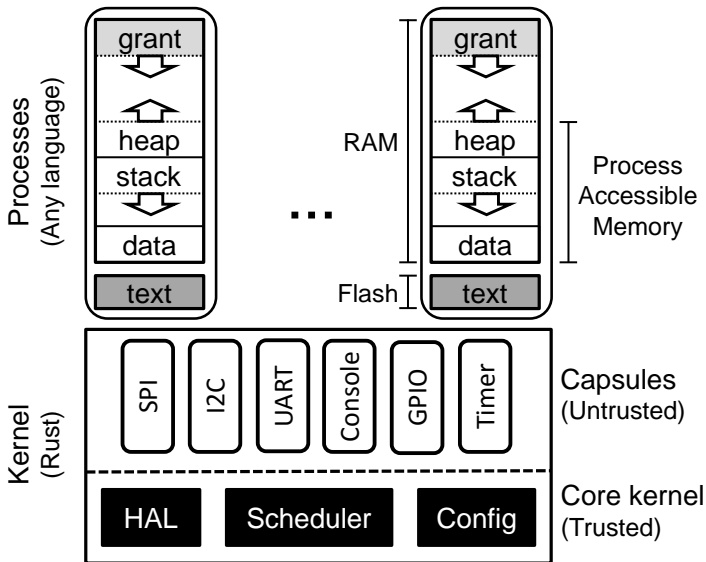 grant
heap
stack
data
text
...
grant
heap
stack
data
text
RAM
Flash
Process
Accessible
Memory
Processes
(Any language)
SPI
I2C
UART
Console
GPIO
Timer
Capsules
(Untrusted)
Kernel
(Rust)
HAL
Scheduler
Config
Core kernel
(Trusted)